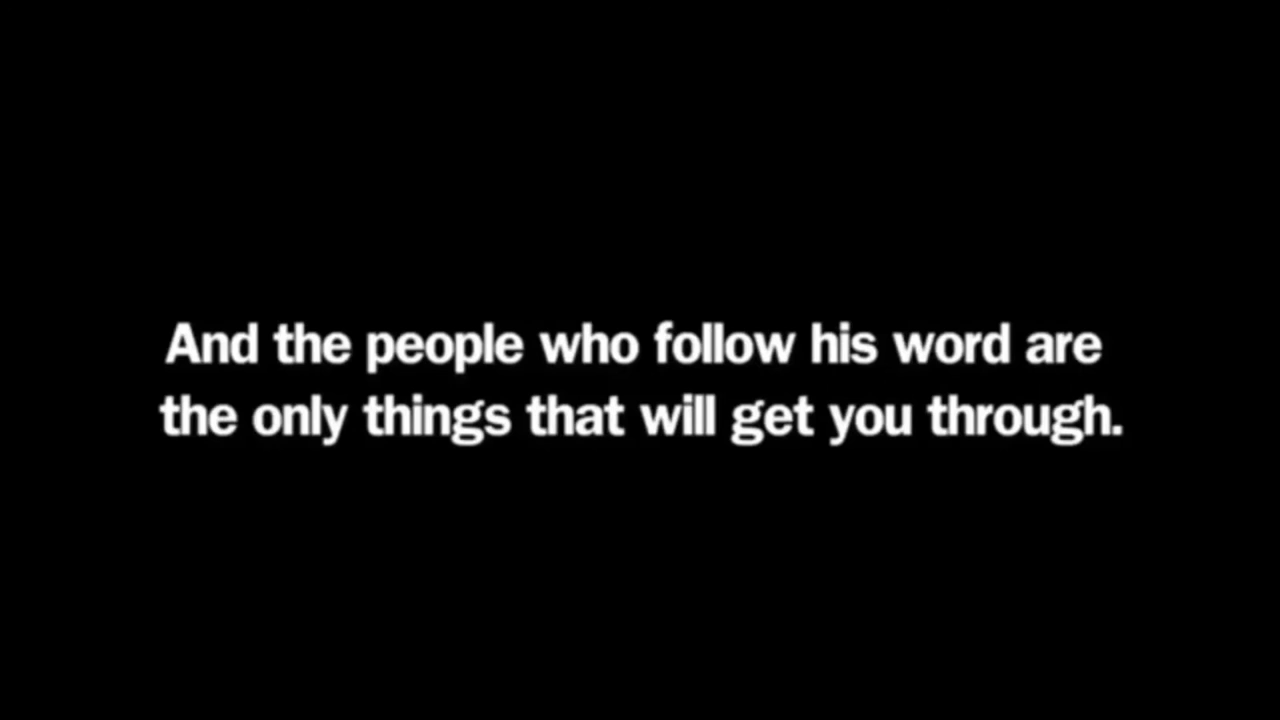 And the people who follow his word are
the only things that will get you through.